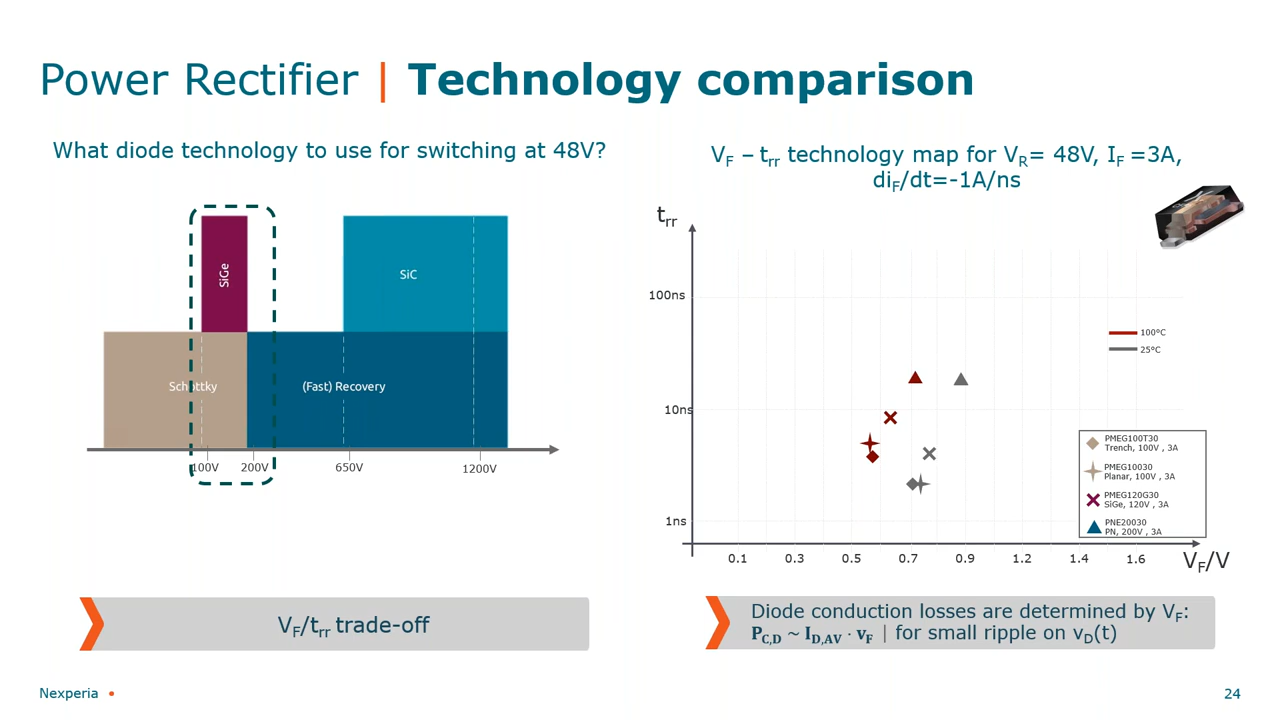 Power Rectifier | Technology comparison
What diode technology to use for switching at 48V?
SiGe
SiC
Schottky
(Fast) Recovery
100V
200V
650V
1200V
VF/trr trade-off
VF – trr technology map for VR= 48V, IF =3A,
diF/dt=-1A/ns
trr
100ns
10ns
1ns
100°C
25°C
PMEG100T30
Trench, 100V , 3A
PMEG10030
Planar, 100V , 3A
PMEG120G30
SiGe, 120V , 3A
PNE20030
PN, 200V , 3A
0.1
0.3
0.5
0.7
0.9
1.2
1.4
1.6
VF/V
Diode conduction losses are determined by VF:
PC,D ~ ID,AV · vF | for small ripple on vD(t)
Nexperia
24